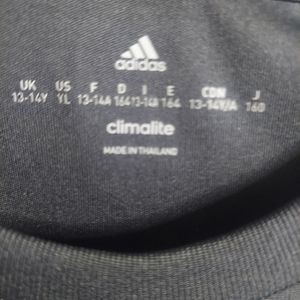 adidas
UK US F D I E CDN J
13-14Y YL 13-14A 164 13-14A 164 13-14Y/A 160
climalite
MADE IN THAILAND